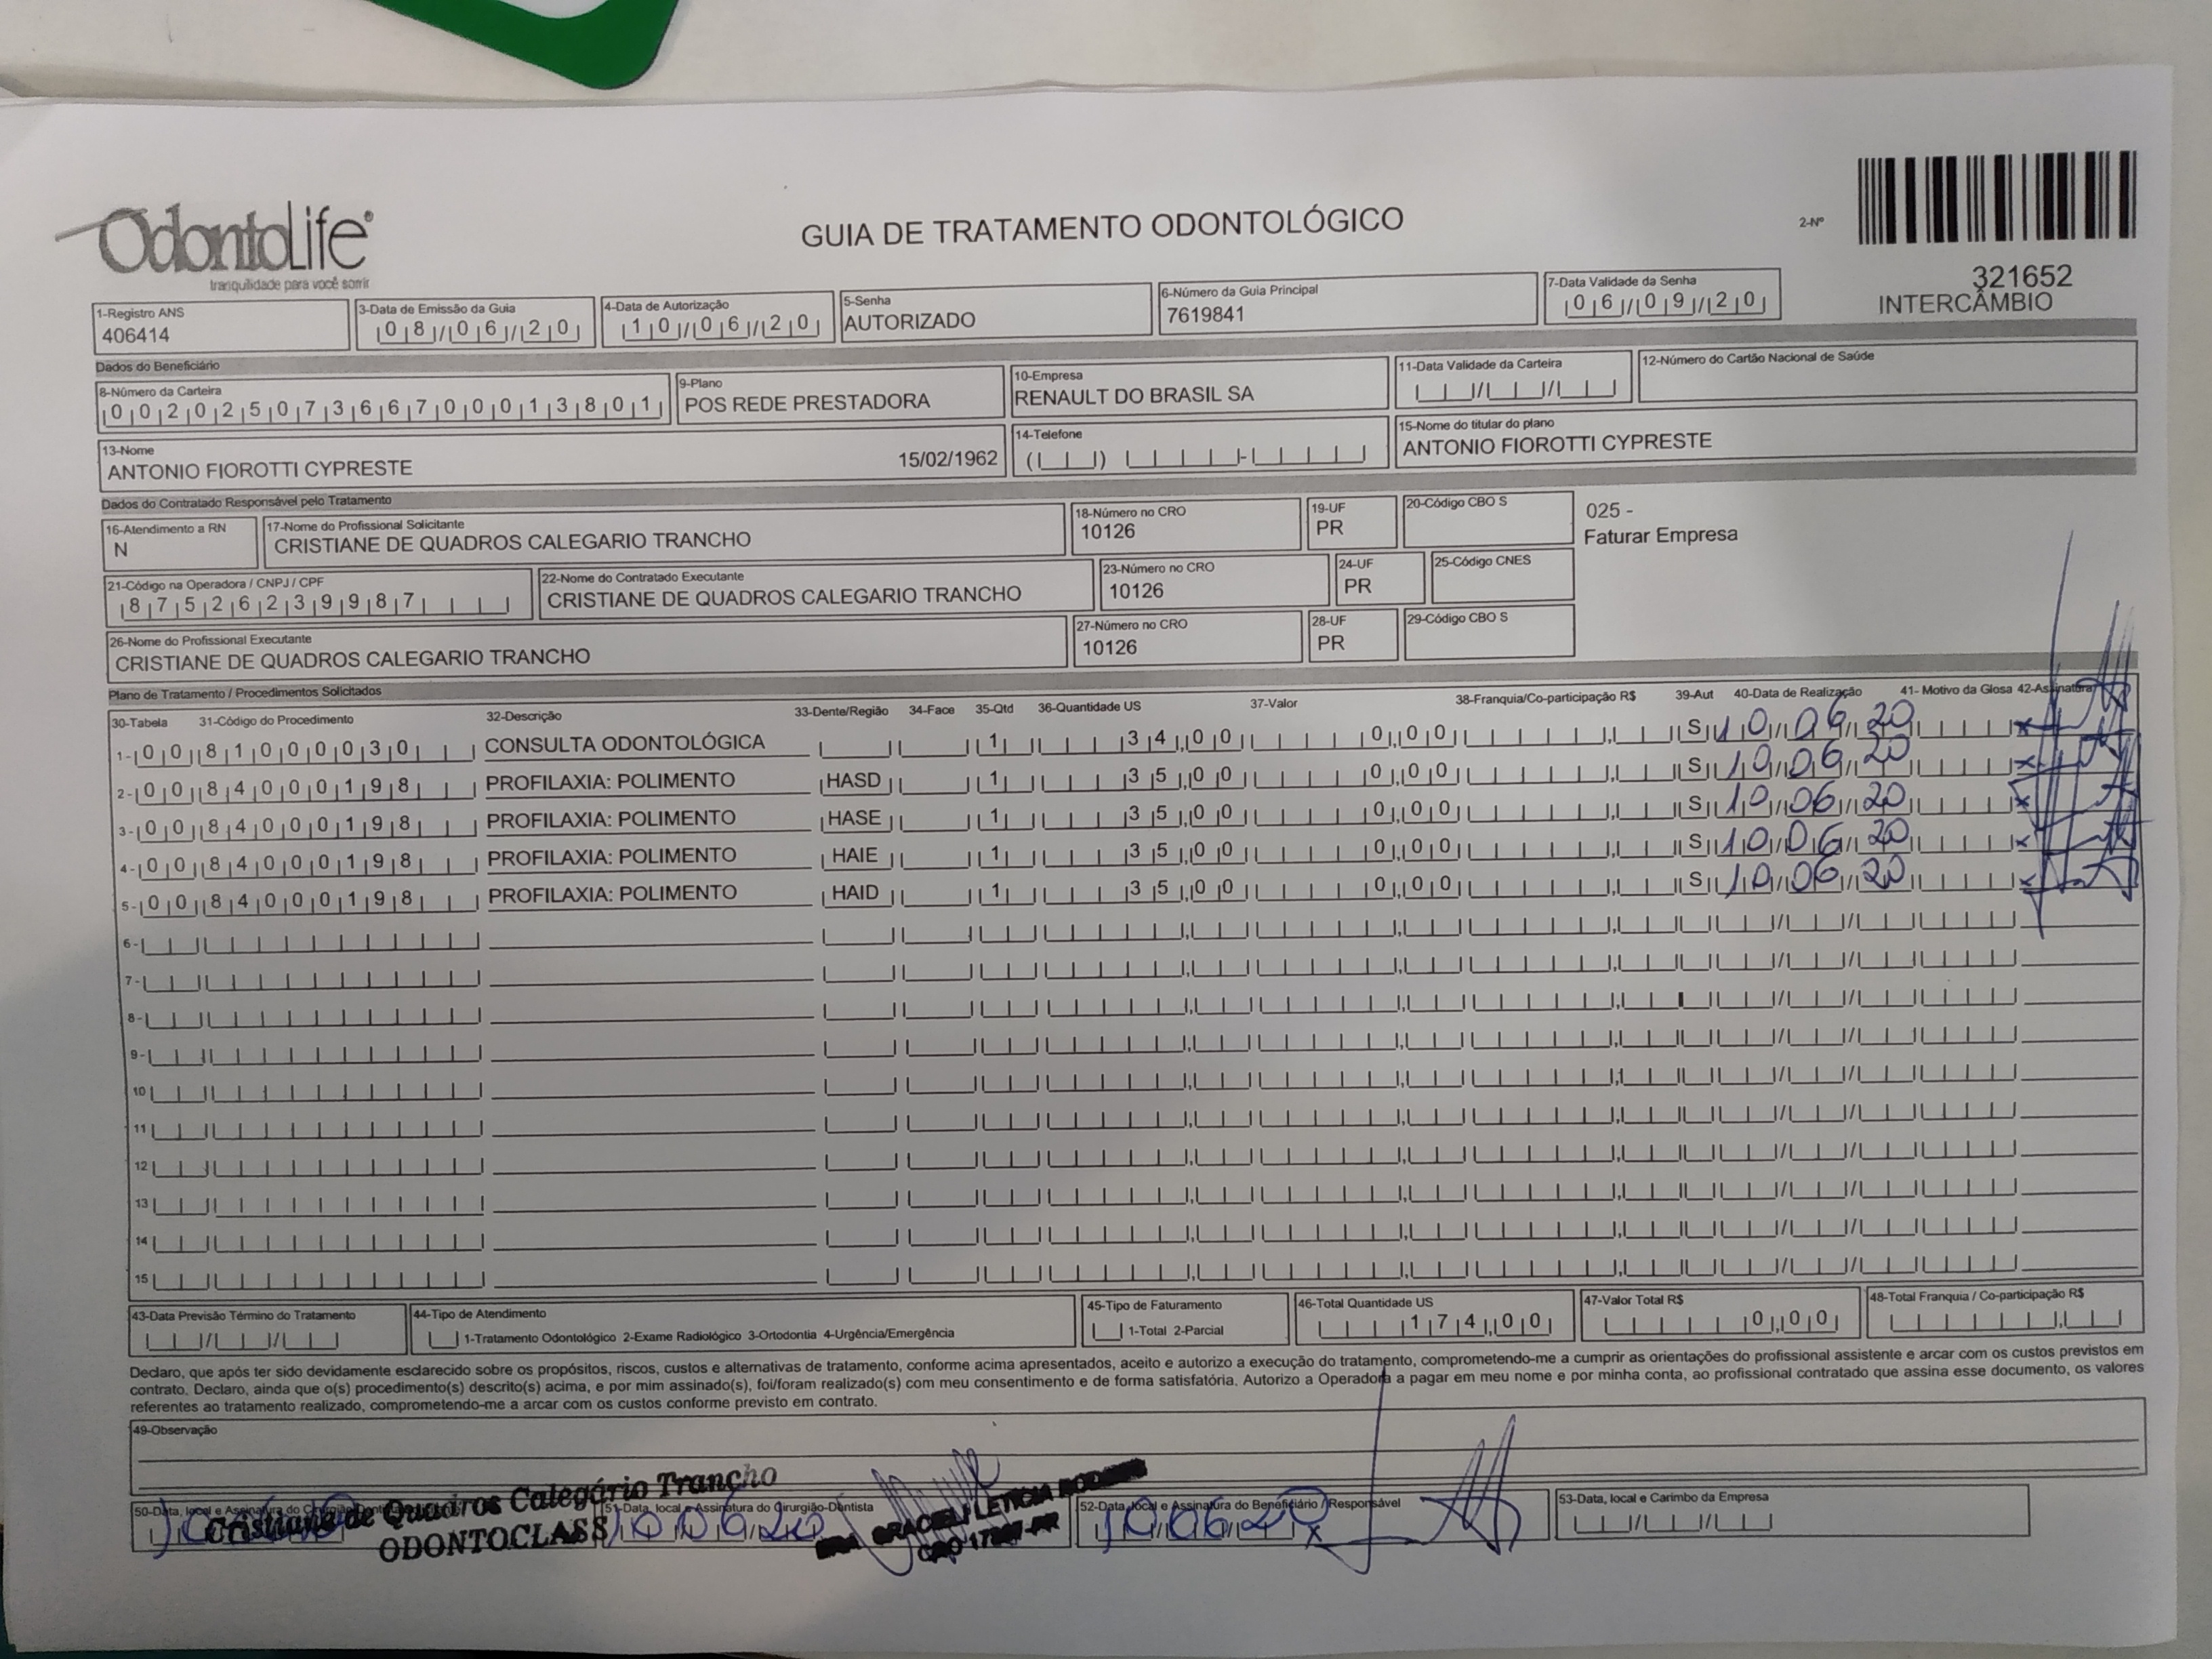 OdontoLife®
tranquilidade para você sorrir
GUIA DE TRATAMENTO ODONTOLÓGICO
2-Nº
321652
INTERCÂMBIO
1-Registro ANS
406414
3-Data de Emissão da Guia
08/06/20
4-Data de Autorização
10/06/20
5-Senha
AUTORIZADO
6-Número da Guia Principal
7619841
7-Data Validade da Senha
06/09/20
Dados do Beneficiário
8-Número da Carteira
00202507366700013801
9-Plano
POS REDE PRESTADORA
10-Empresa
RENAULT DO BRASIL SA
11-Data Validade da Carteira
12-Número do Cartão Nacional de Saúde
13-Nome
ANTONIO FIOROTTI CYPRESTE 15/02/1962
14-Telefone
15-Nome do titular do plano
ANTONIO FIOROTTI CYPRESTE
Dados do Contratado Responsável pelo Tratamento
16-Atendimento a RN
N
17-Nome do Profissional Solicitante
CRISTIANE DE QUADROS CALEGARIO TRANCHO
18-Número no CRO
10126
19-UF
PR
20-Código CBO S
025 -
Faturar Empresa
21-Código na Operadora / CNPJ / CPF
87526239987
22-Nome do Contratado Executante
CRISTIANE DE QUADROS CALEGARIO TRANCHO
23-Número no CRO
10126
24-UF
PR
25-Código CNES
26-Nome do Profissional Executante
CRISTIANE DE QUADROS CALEGARIO TRANCHO
27-Número no CRO
10126
28-UF
PR
29-Código CBO S
Plano de Tratamento / Procedimentos Solicitados
30-Tabela 31-Código do Procedimento 32-Descrição 33-Dente/Região 34-Face 35-Qtd 36-Quantidade US 37-Valor 38-Franquia/Co-participação R$ 39-Aut 40-Data de Realização 41- Motivo da Glosa 42-Assinatura
1- 00 81000030 CONSULTA ODONTOLÓGICA 1 34,00 0,00 S 10/06/20 x
2- 00 84000198 PROFILAXIA: POLIMENTO HASD 1 35,00 0,00 S 10/06/20 x
3- 00 84000198 PROFILAXIA: POLIMENTO HASE 1 35,00 0,00 S 10/06/20 x
4- 00 84000198 PROFILAXIA: POLIMENTO HAIE 1 35,00 0,00 S 10/06/20 x
5- 00 84000198 PROFILAXIA: POLIMENTO HAID 1 35,00 0,00 S 10/06/20 x
6-
7-
8-
9-
10
11
12
13
14
15
43-Data Previsão Término do Tratamento
44-Tipo de Atendimento
1-Tratamento Odontológico 2-Exame Radiológico 3-Ortodontia 4-Urgência/Emergência
45-Tipo de Faturamento
1-Total 2-Parcial
46-Total Quantidade US
174,00
47-Valor Total R$
0,00
48-Total Franquia / Co-participação R$
Declaro, que após ter sido devidamente esclarecido sobre os propósitos, riscos, custos e alternativas de tratamento, conforme acima apresentados, aceito e autorizo a execução do tratamento, comprometendo-me a cumprir as orientações do profissional assistente e arcar com os custos previstos em
contrato. Declaro, ainda que o(s) procedimento(s) descrito(s) acima, e por mim assinado(s), foi/foram realizado(s) com meu consentimento e de forma satisfatória. Autorizo a Operadora a pagar em meu nome e por minha conta, ao profissional contratado que assina esse documento, os valores
referentes ao tratamento realizado, comprometendo-me a arcar com os custos conforme previsto em contrato.
49-Observação
50-Data, local e Assinatura do Cirurgião-Dentista
Cristiane de Quadros Calegário Trancho
ODONTOCLASS
51-Data, local e Assinatura do Cirurgião-Dentista
10 06 20
DRA GRACIELI LETICIA
52-Data, local e Assinatura do Beneficiário / Responsável
10 06 20 x
53-Data, local e Carimbo da Empresa